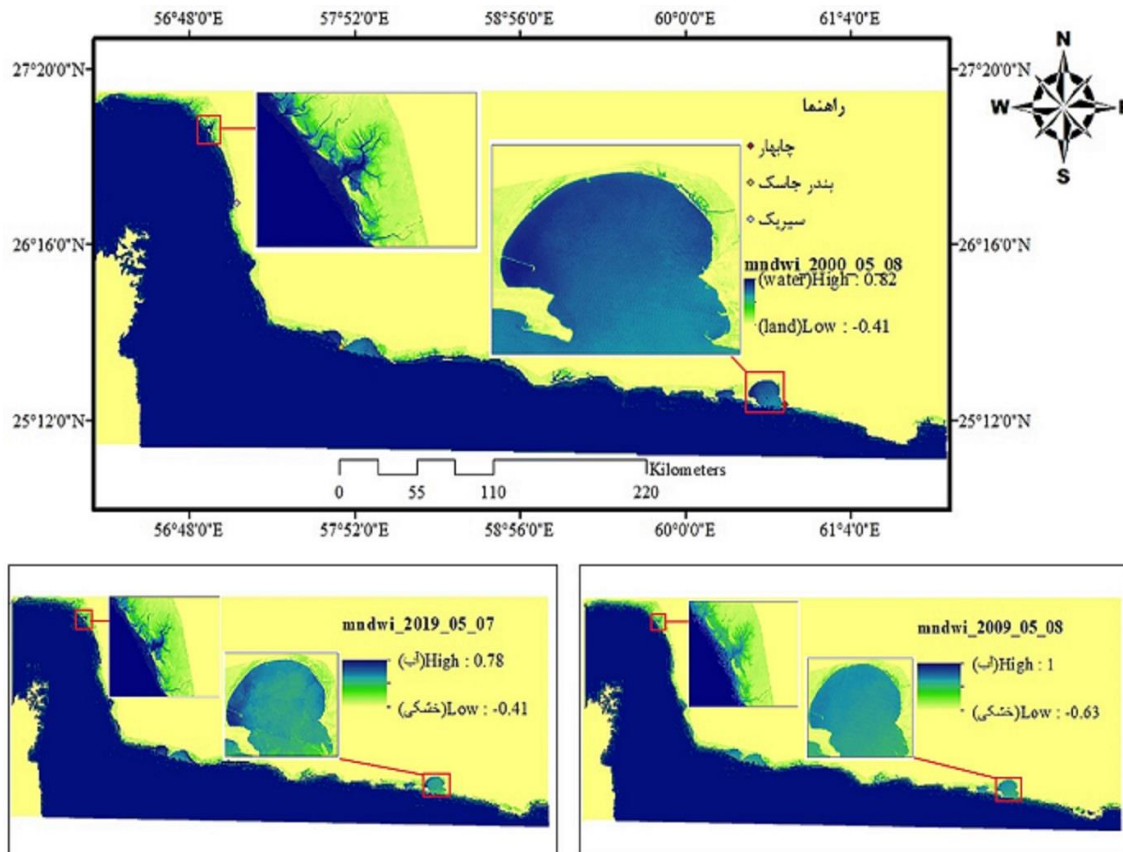 56°48'0"E 57°52'0"E 58°56'0"E 60°0'0"E 61°4'0"E
27°20'0"N 27°20'0"N
N
W
S
راهنما
چابهار
بندر جاسک
سیریک
26°16'0"N 26°16'0"N
mndwi_2000_05_08
(water)High : 0.82
(land)Low : -0.41
25°12'0"N 25°12'0"N
Kilometers
0 55 110 220
56°48'0"E 57°52'0"E 58°56'0"E 60°0'0"E 61°4'0"E
mndwi_2019_05_07
(آب)High : 0.78
(خشکی)Low : -0.41
mndwi_2009_05_08
(آب)High : 1
(خشکی)Low : -0.63